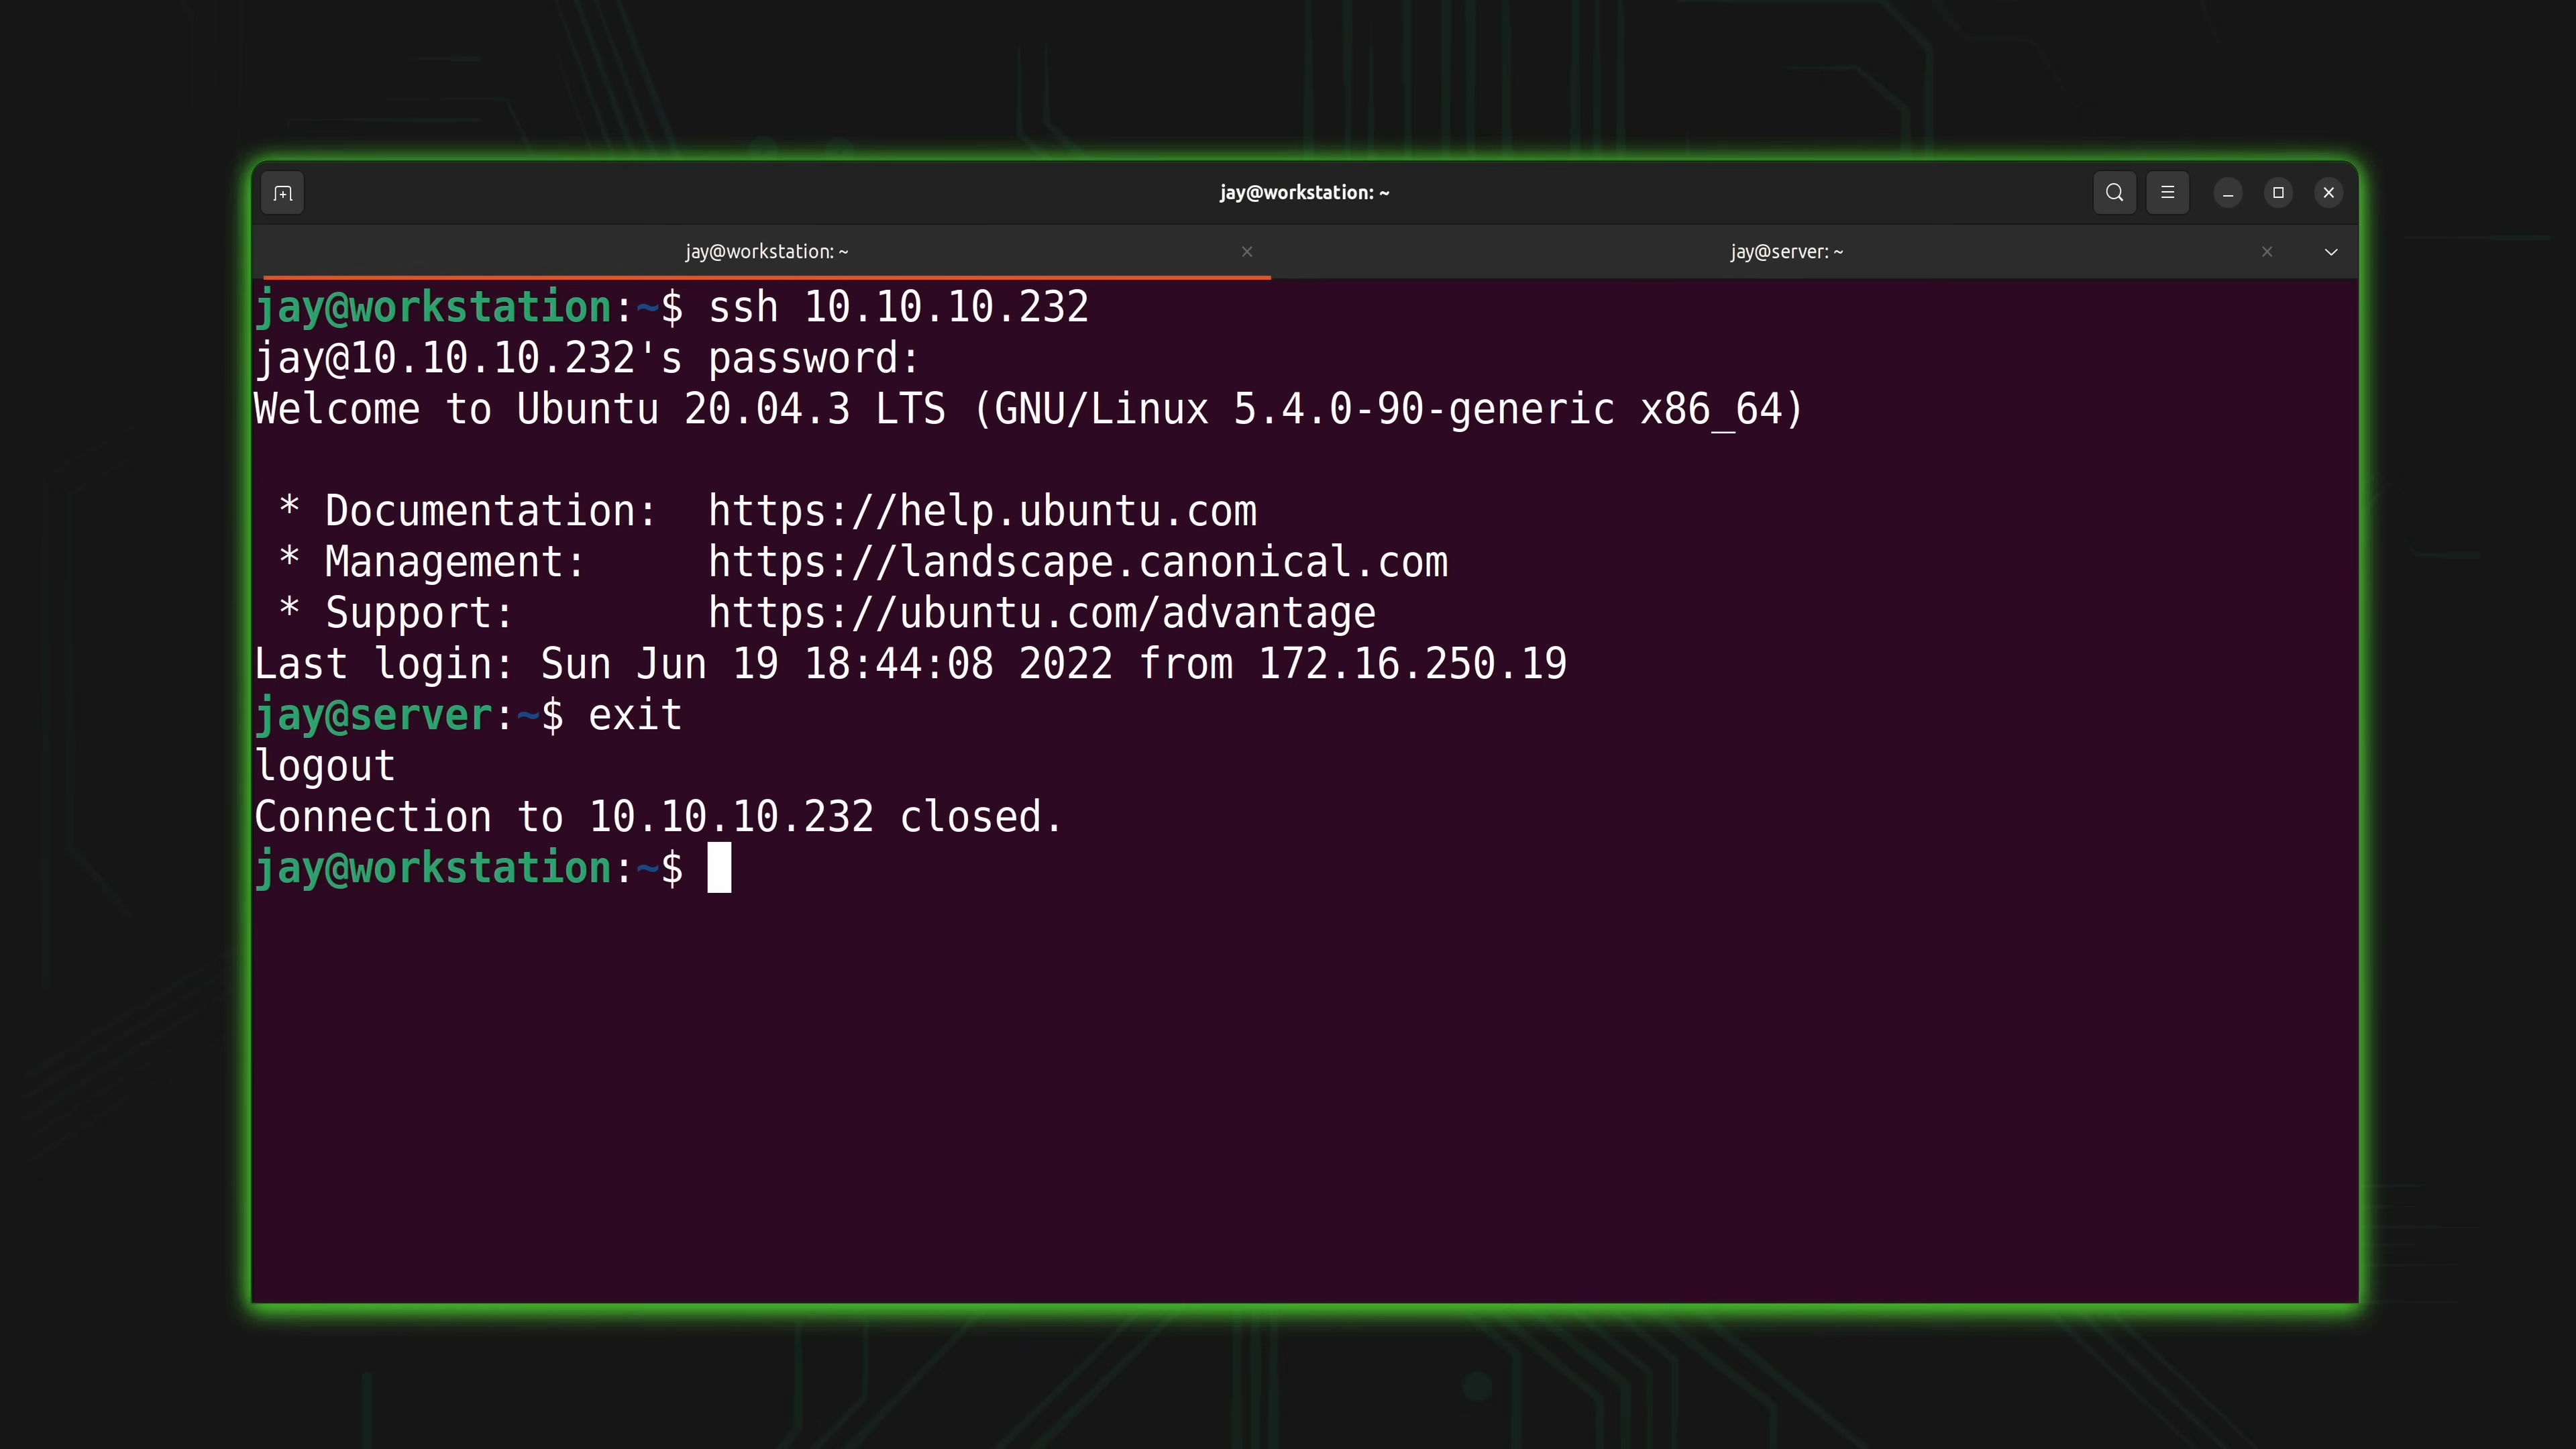 jay@workstation: ~
jay@workstation: ~
jay@server: ~
jay@workstation:~$ ssh 10.10.10.232
jay@10.10.10.232's password:
Welcome to Ubuntu 20.04.3 LTS (GNU/Linux 5.4.0-90-generic x86_64)

 * Documentation:  https://help.ubuntu.com
 * Management:     https://landscape.canonical.com
 * Support:        https://ubuntu.com/advantage
Last login: Sun Jun 19 18:44:08 2022 from 172.16.250.19
jay@server:~$ exit
logout
Connection to 10.10.10.232 closed.
jay@workstation:~$